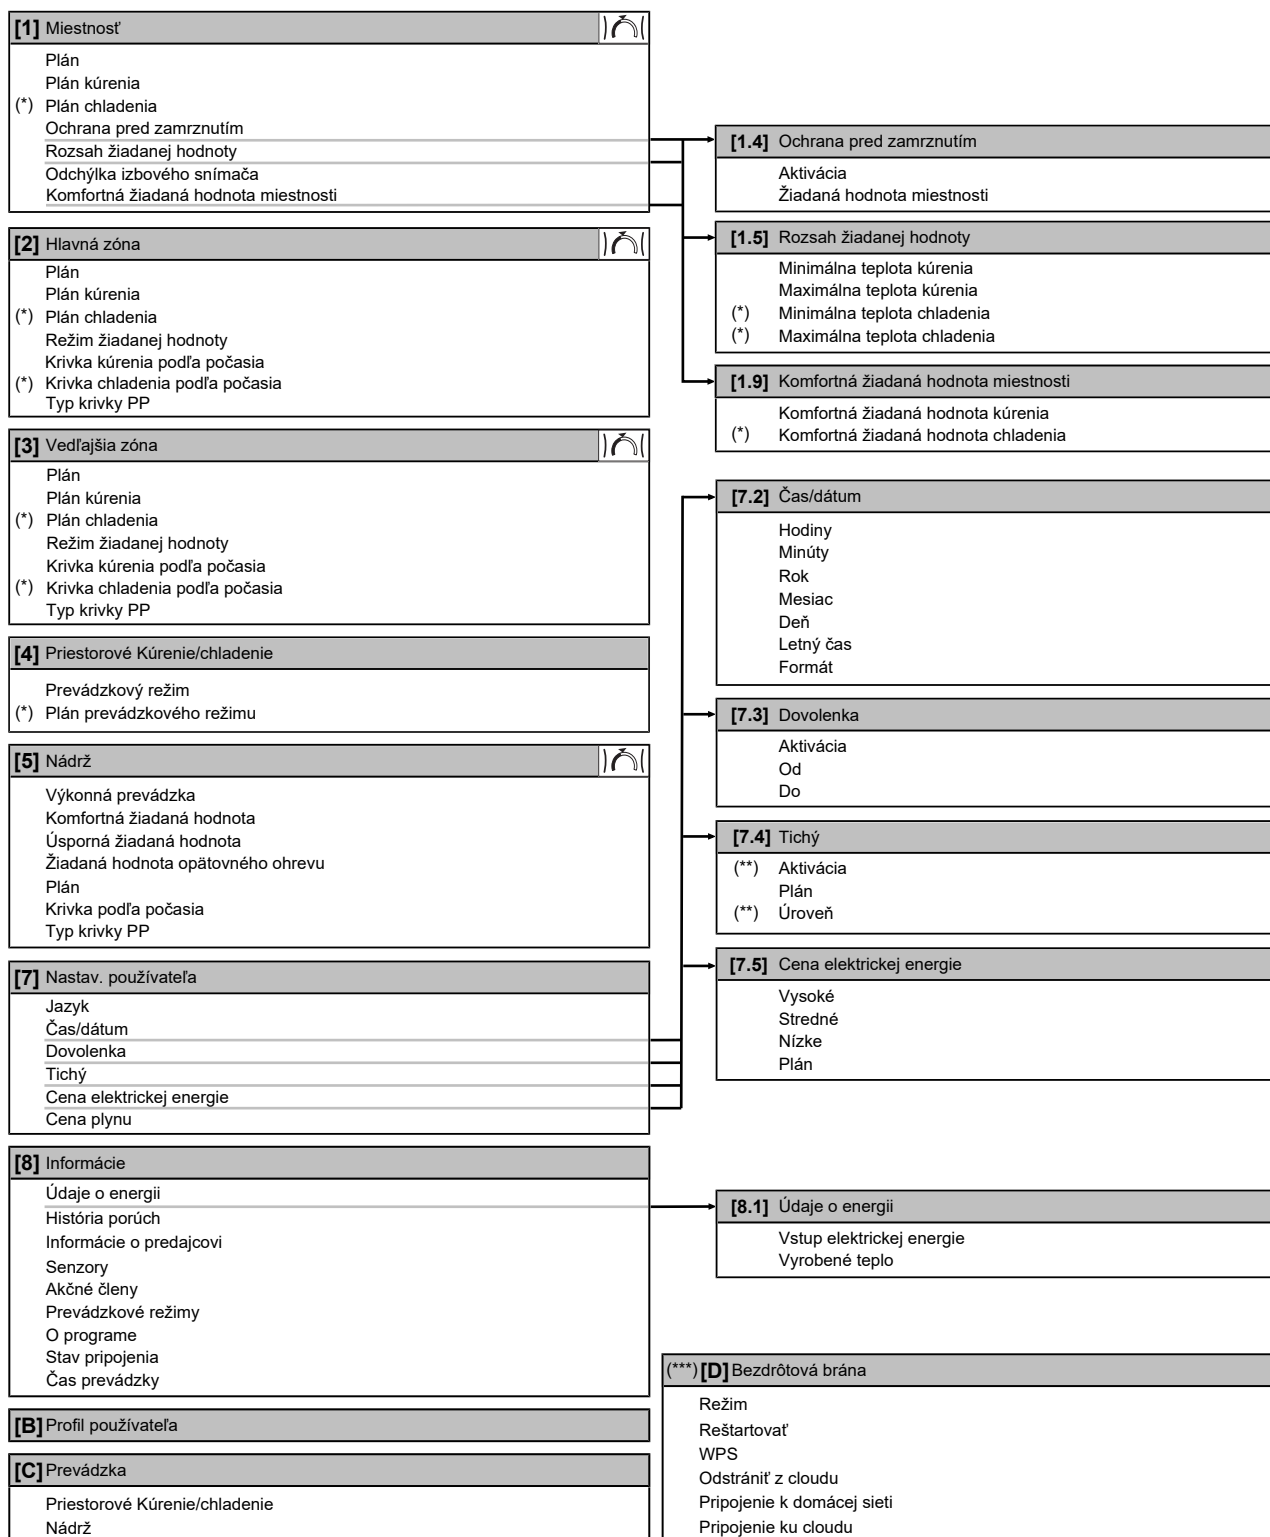 [1] Miestnosť
Plán
Plán kúrenia
(*) Plán chladenia
Ochrana pred zamrznutím
Rozsah žiadanej hodnoty
Odchýlka izbového snímača
Komfortná žiadaná hodnota miestnosti
[2] Hlavná zóna
Plán
Plán kúrenia
(*) Plán chladenia
Režim žiadanej hodnoty
Krivka kúrenia podľa počasia
(*) Krivka chladenia podľa počasia
Typ krivky PP
[3] Vedľajšia zóna
Plán
Plán kúrenia
(*) Plán chladenia
Režim žiadanej hodnoty
Krivka kúrenia podľa počasia
(*) Krivka chladenia podľa počasia
Typ krivky PP
[4] Priestorové Kúrenie/chladenie
Prevádzkový režim
(*) Plán prevádzkového režimu
[5] Nádrž
Výkonná prevádzka
Komfortná žiadaná hodnota
Úsporná žiadaná hodnota
Žiadaná hodnota opätovného ohrevu
Plán
Krivka podľa počasia
Typ krivky PP
[7] Nastav. používateľa
Jazyk
Čas/dátum
Dovolenka
Tichý
Cena elektrickej energie
Cena plynu
[8] Informácie
Údaje o energii
História porúch
Informácie o predajcovi
Senzory
Akčné členy
Prevádzkové režimy
O programe
Stav pripojenia
Čas prevádzky
[B] Profil používateľa
[C] Prevádzka
Priestorové Kúrenie/chladenie
Nádrž
[1.4] Ochrana pred zamrznutím
Aktivácia
Žiadaná hodnota miestnosti
[1.5] Rozsah žiadanej hodnoty
Minimálna teplota kúrenia
Maximálna teplota kúrenia
(*) Minimálna teplota chladenia
(*) Maximálna teplota chladenia
[1.9] Komfortná žiadaná hodnota miestnosti
Komfortná žiadaná hodnota kúrenia
(*) Komfortná žiadaná hodnota chladenia
[7.2] Čas/dátum
Hodiny
Minúty
Rok
Mesiac
Deň
Letný čas
Formát
[7.3] Dovolenka
Aktivácia
Od
Do
[7.4] Tichý
(**) Aktivácia
Plán
(**) Úroveň
[7.5] Cena elektrickej energie
Vysoké
Stredné
Nízke
Plán
[8.1] Údaje o energii
Vstup elektrickej energie
Vyrobené teplo
(***) [D] Bezdrôtová brána
Režim
Reštartovať
WPS
Odstrániť z cloudu
Pripojenie k domácej sieti
Pripojenie ku cloudu